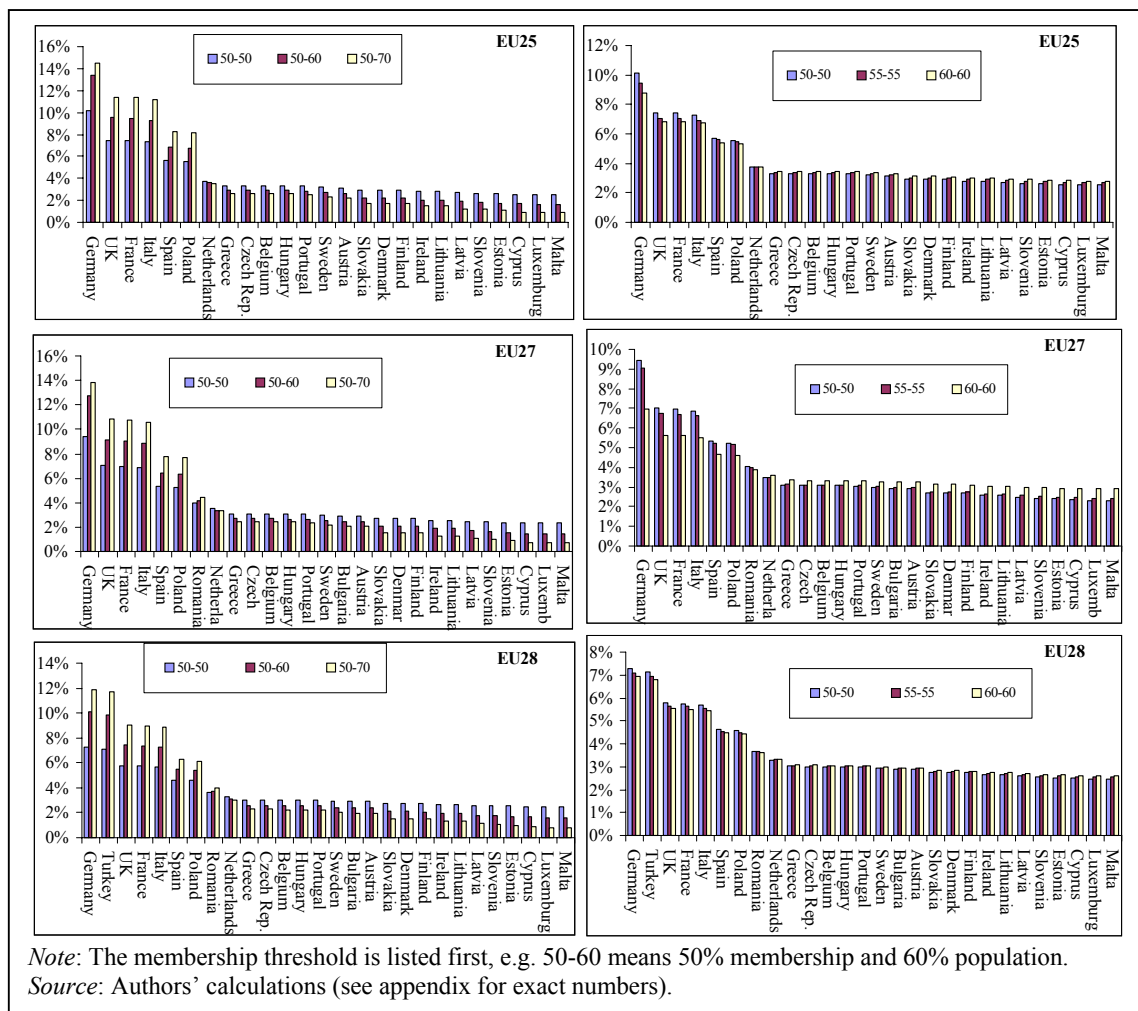 EU25
50-50 50-60 50-70
16%
14%
12%
10%
8%
6%
4%
2%
0%
Germany
UK
France
Italy
Spain
Poland
Netherlands
Greece
Czech Rep.
Belgium
Hungary
Portugal
Sweden
Austria
Slovakia
Denmark
Finland
Ireland
Lithuania
Latvia
Slovenia
Estonia
Cyprus
Luxemburg
Malta
EU25
50-50 55-55 60-60
12%
10%
8%
6%
4%
2%
0%
Germany
UK
France
Italy
Spain
Poland
Netherlands
Greece
Czech Rep.
Belgium
Hungary
Portugal
Sweden
Austria
Slovakia
Denmark
Finland
Ireland
Lithuania
Latvia
Slovenia
Estonia
Cyprus
Luxemburg
Malta
EU27
50-50 50-60 50-70
16%
14%
12%
10%
8%
6%
4%
2%
0%
Germany
UK
France
Italy
Spain
Poland
Romania
Netherla
Greece
Czech
Belgium
Hungary
Portugal
Sweden
Bulgaria
Austria
Slovakia
Denmar
Finland
Ireland
Lithuania
Latvia
Slovenia
Estonia
Cyprus
Luxemb
Malta
EU27
50-50 55-55 60-60
10%
9%
8%
7%
6%
5%
4%
3%
2%
1%
0%
Germany
UK
France
Italy
Spain
Poland
Romania
Netherla
Greece
Czech
Belgium
Hungary
Portugal
Sweden
Bulgaria
Austria
Slovakia
Denmar
Finland
Ireland
Lithuania
Latvia
Slovenia
Estonia
Cyprus
Luxemb
Malta
EU28
50-50 50-60 50-70
14%
12%
10%
8%
6%
4%
2%
0%
Germany
Turkey
UK
France
Italy
Spain
Poland
Romania
Netherlands
Greece
Czech Rep.
Belgium
Hungary
Portugal
Sweden
Bulgaria
Austria
Slovakia
Denmark
Finland
Ireland
Lithuania
Latvia
Slovenia
Estonia
Cyprus
Luxemburg
Malta
EU28
50-50 55-55 60-60
8%
7%
6%
5%
4%
3%
2%
1%
0%
Germany
Turkey
UK
France
Italy
Spain
Poland
Romania
Netherlands
Greece
Czech Rep.
Belgium
Hungary
Portugal
Sweden
Bulgaria
Austria
Slovakia
Denmark
Finland
Ireland
Lithuania
Latvia
Slovenia
Estonia
Cyprus
Luxemburg
Malta
Note: The membership threshold is listed first, e.g. 50-60 means 50% membership and 60% population.
Source: Authors' calculations (see appendix for exact numbers).